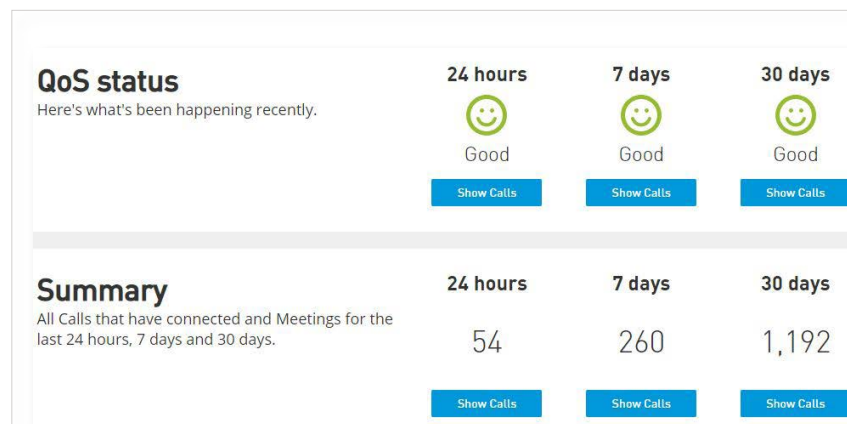 QoS status
Here's what's been happening recently.
24 hours 7 days 30 days
Good Good Good
Show Calls Show Calls Show Calls
Summary
All Calls that have connected and Meetings for the
last 24 hours, 7 days and 30 days.
24 hours 7 days 30 days
54 260 1,192
Show Calls Show Calls Show Calls